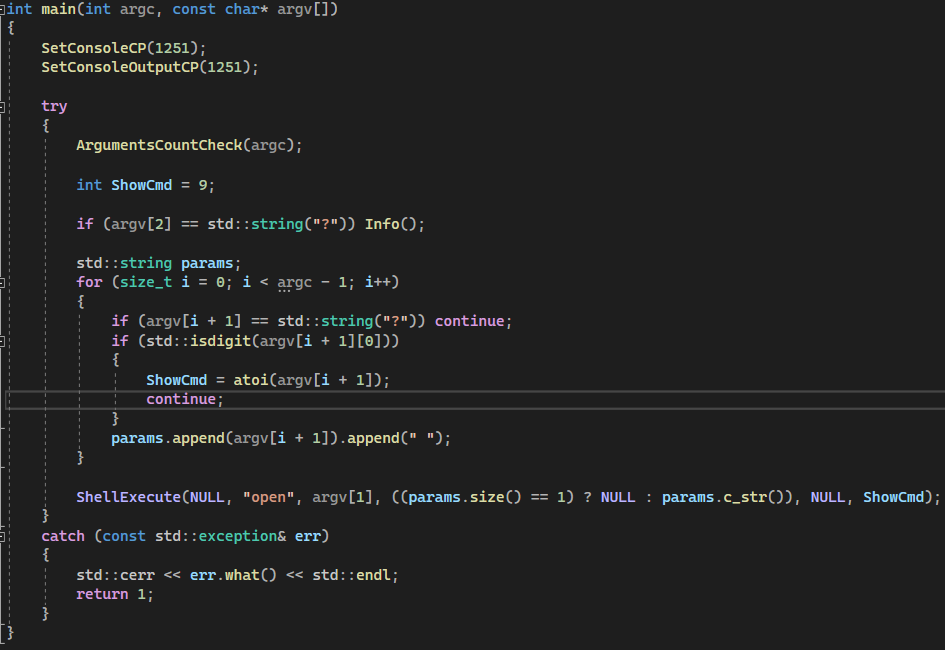 int main(int argc, const char* argv[])
{
    SetConsoleCP(1251);
    SetConsoleOutputCP(1251);

    try
    {
        ArgumentsCountCheck(argc);

        int ShowCmd = 9;

        if (argv[2] == std::string("?")) Info();

        std::string params;
        for (size_t i = 0; i < argc - 1; i++)
        {
            if (argv[i + 1] == std::string("?")) continue;
            if (std::isdigit(argv[i + 1][0]))
            {
                ShowCmd = atoi(argv[i + 1]);
                continue;
            }
            params.append(argv[i + 1]).append(" ");
        }

        ShellExecute(NULL, "open", argv[1], ((params.size() == 1) ? NULL : params.c_str()), NULL, ShowCmd);
    }
    catch (const std::exception& err)
    {
        std::cerr << err.what() << std::endl;
        return 1;
    }
}